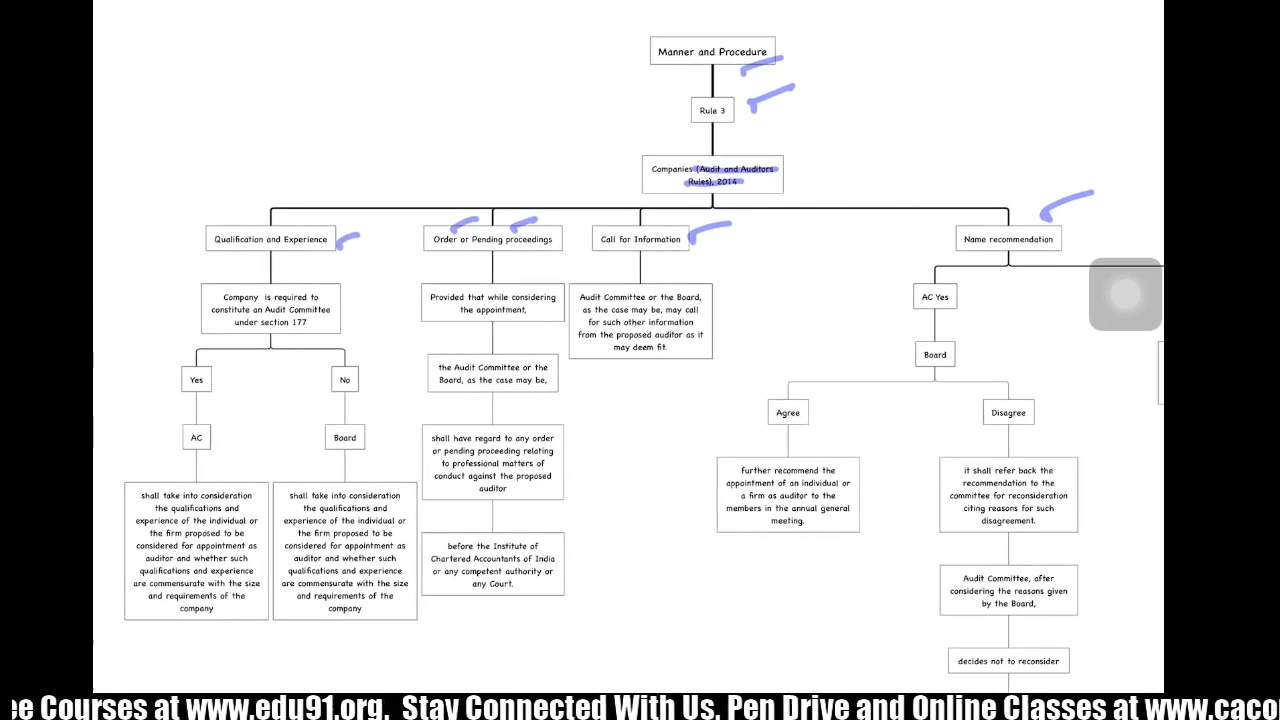 Manner and Procedure
Rule 3
Companies (Audit and Auditors
Rules), 2014
Qualification and Experience
Company is required to
constitute an Audit Committee
under section 177
Yes
AC
shall take into consideration
the qualifications and
experience of the individual or
the firm proposed to be
considered for appointment as
auditor and whether such
qualifications and experience
are commensurate with the size
and requirements of the
company
No
Board
shall take into consideration
the qualifications and
experience of the individual or
the firm proposed to be
considered for appointment as
auditor and whether such
qualifications and experience
are commensurate with the size
and requirements of the
company
Order or Pending proceedings
Provided that while considering
the appointment,
the Audit Committee or the
Board, as the case may be,
shall have regard to any order
or pending proceeding relating
to professional matters of
conduct against the proposed
auditor
before the Institute of
Chartered Accountants of India
or any competent authority or
any Court.
Call for Information
Audit Committee or the Board,
as the case may be, may call
for such other information
from the proposed auditor as it
may deem fit.
Name recommendation
AC Yes
Board
Agree
further recommend the
appointment of an individual or
a firm as auditor to the
members in the annual general
meeting.
Disagree
it shall refer back the
recommendation to the
committee for reconsideration
citing reasons for such
disagreement.
Audit Committee, after
considering the reasons given
by the Board,
decides not to reconsider
ee Courses at www.edu91.org. Stay Connected With Us. Pen Drive and Online Classes at www.caco